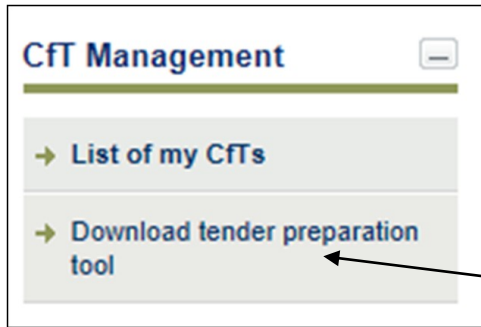 CfT Management
List of my CfTs
Download tender preparation
tool